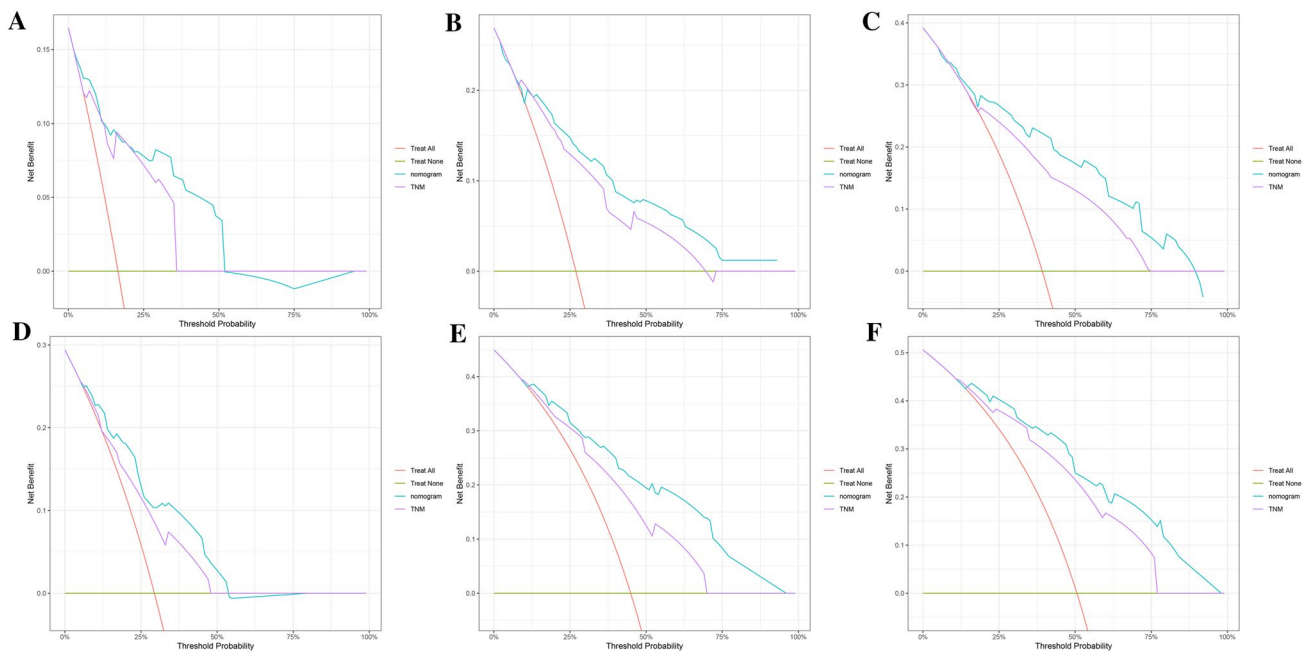 A
Net Benefit
0.15
0.10
0.05
0.00
0%
25%
50%
75%
100%
Threshold Probability
Treat All
Treat None
nomogram
TNM
B
Net Benefit
0.2
0.1
0.0
0%
25%
50%
75%
100%
Threshold Probability
Treat All
Treat None
nomogram
TNM
C
Net Benefit
0.4
0.3
0.2
0.1
0.0
0%
25%
50%
75%
100%
Threshold Probability
Treat All
Treat None
nomogram
TNM
D
Net Benefit
0.3
0.2
0.1
0.0
0%
25%
50%
75%
100%
Threshold Probability
Treat All
Treat None
nomogram
TNM
E
Net Benefit
0.4
0.3
0.2
0.1
0.0
0%
25%
50%
75%
100%
Threshold Probability
Treat All
Treat None
nomogram
TNM
F
Net Benefit
0.5
0.4
0.3
0.2
0.1
0.0
0%
25%
50%
75%
100%
Threshold Probability
Treat All
Treat None
nomogram
TNM